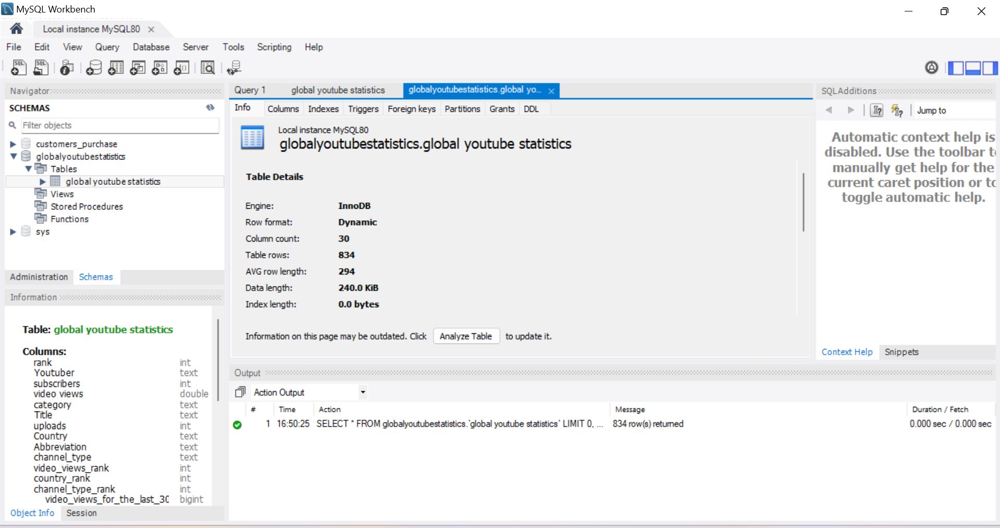 MySQL Workbench
Local instance MySQL80
File Edit View Query Database Server Tools Scripting Help
Navigator
SCHEMAS
Filter objects
customers_purchase
globalyoutubestatistics
Tables
global youtube statistics
Views
Stored Procedures
Functions
sys
Administration Schemas
Information
Table: global youtube statistics
Columns:
rank int
Youtuber text
subscribers int
video views double
category text
Title text
uploads int
Country text
Abbreviation text
channel_type text
video_views_rank int
country_rank int
channel_type_rank int
video_views_for_the_last_30 bigint
Object Info Session
Query 1 global youtube statistics globalyoutubestatistics.global yo...
Info Columns Indexes Triggers Foreign keys Partitions Grants DDL
Local instance MySQL80
globalyoutubestatistics.global youtube statistics
Table Details
Engine: InnoDB
Row format: Dynamic
Column count: 30
Table rows: 834
AVG row length: 294
Data length: 240.0 KiB
Index length: 0.0 bytes
Information on this page may be outdated. Click Analyze Table to update it.
Output
Action Output
# Time Action Message Duration / Fetch
1 16:50:25 SELECT * FROM globalyoutubestatistics.`global youtube statistics` LIMIT 0, ... 834 row(s) returned 0.000 sec / 0.000 sec
SQLAdditions
Jump to
Automatic context help is
disabled. Use the toolbar to
manually get help for the
current caret position or to
toggle automatic help.
Context Help Snippets